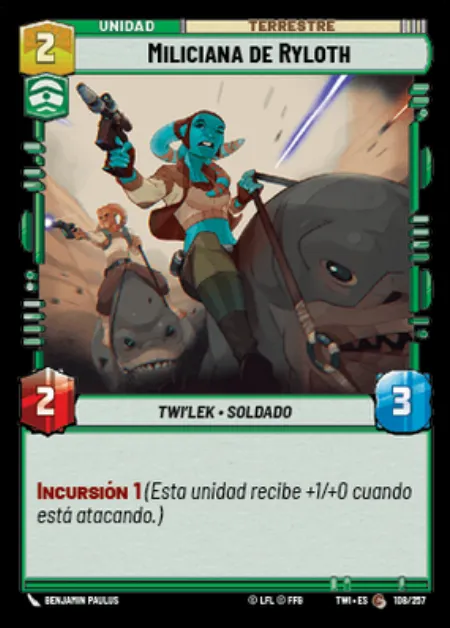 UNIDAD
TERRESTRE
2
MILICIANA DE RYLOTH
2
TWI'LEK • SOLDADO
3
INCURSIÓN 1 (Esta unidad recibe +1/+0 cuando
está atacando.)
BENJAMIN PAULUS
© LFL © FFG
TWI • ES
C
108/257